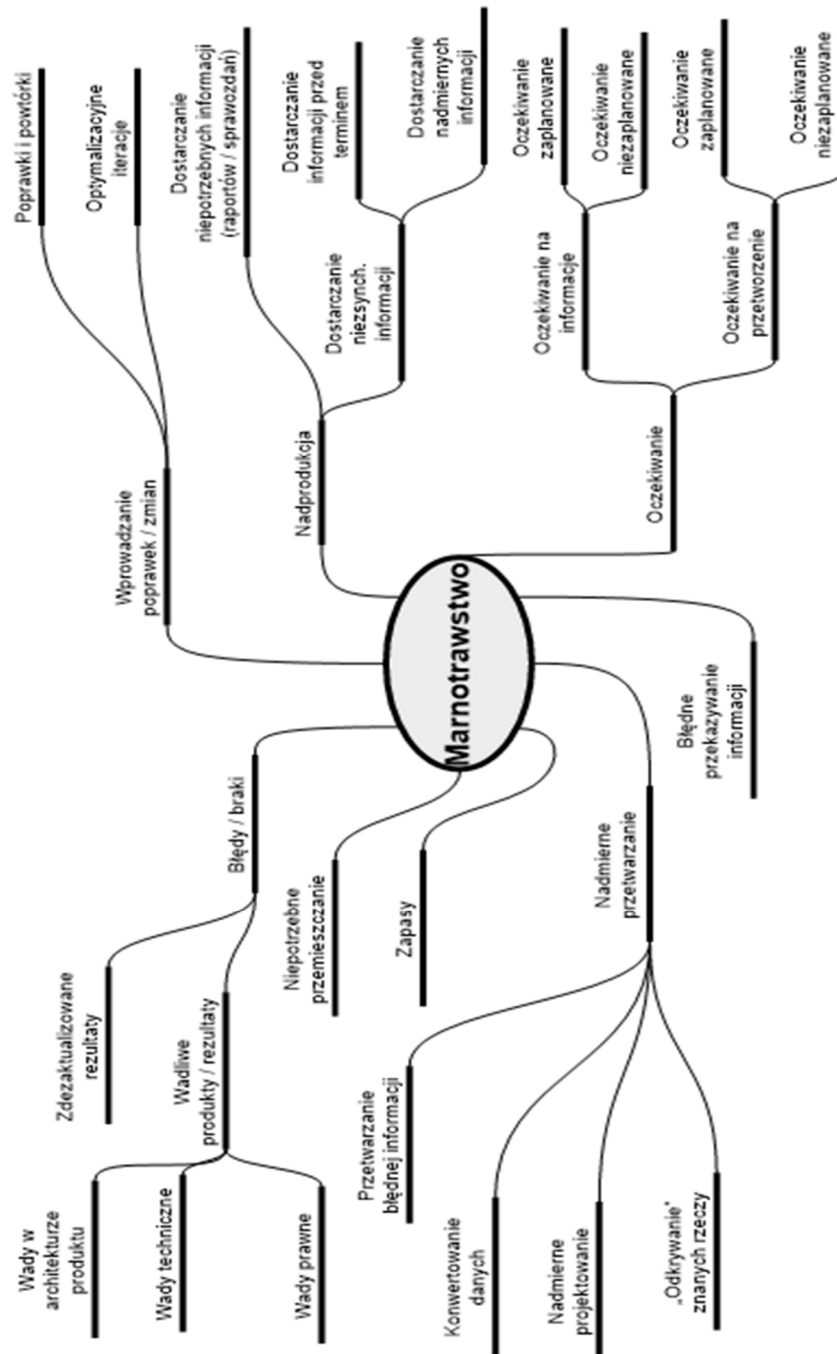 Marnotrawstwo
Wprowadzanie
poprawek / zmian
Poprawki i powtórki
Optymalizacyjne
iteracje
Nadprodukcja
Dostarczanie
niepotrzebnych informacji
(raportów / sprawozdań)
Dostarczanie
niezsynch.
informacji
Dostarczanie
informacji przed
terminem
Dostarczanie
nadmiernych
informacji
Oczekiwanie
Oczekiwanie na
informacje
Oczekiwanie
zaplanowane
Oczekiwanie
niezaplanowane
Oczekiwanie na
przetworzenie
Oczekiwanie
zaplanowane
Oczekiwanie
niezaplanowane
Błędne
przekazywanie
informacji
Błędy / braki
Zdezaktualizowane
rezultaty
Wadliwe
produkty / rezultaty
Wady w
architekturze
produktu
Wady techniczne
Wady prawne
Niepotrzebne
przemieszczanie
Zapasy
Nadmierne
przetwarzanie
Przetwarzanie
błędnej informacji
Konwertowanie
danych
Nadmierne
projektowanie
„Odkrywanie"
znanych rzeczy